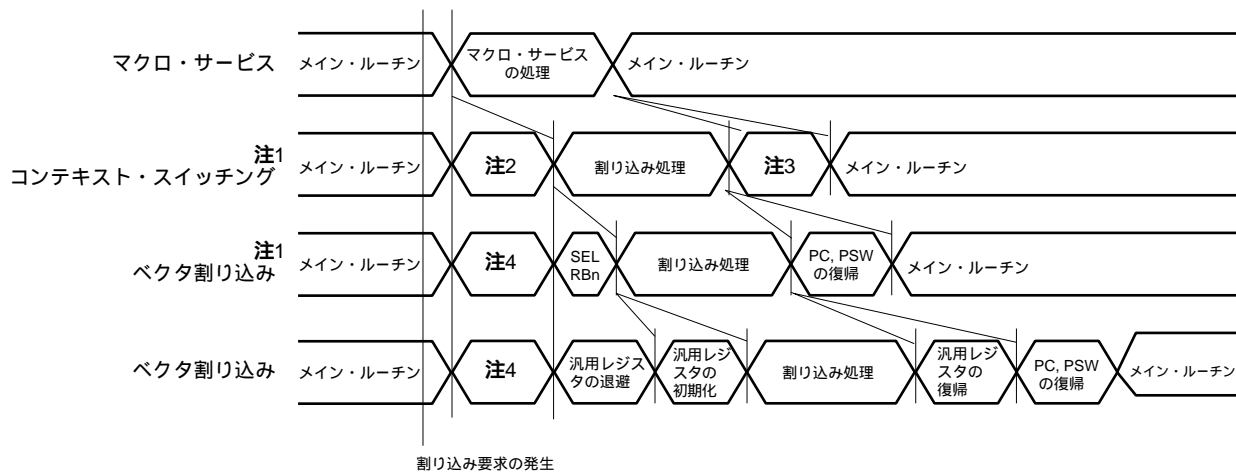 マクロ・サービス
メイン・ルーチン
マクロ・サービス
の処理
メイン・ルーチン
注1
コンテキスト・スイッチング
メイン・ルーチン
注2
割り込み処理
注3
メイン・ルーチン
注1
ベクタ割り込み
メイン・ルーチン
注4
SEL
RBn
割り込み処理
PC, PSW
の復帰
メイン・ルーチン
ベクタ割り込み
メイン・ルーチン
注4
汎用レジス
タの退避
汎用レジ
スタの
初期化
割り込み処理
汎用レジ
スタの
復帰
PC, PSW
の復帰
メイン・ルーチン
割り込み要求の発生